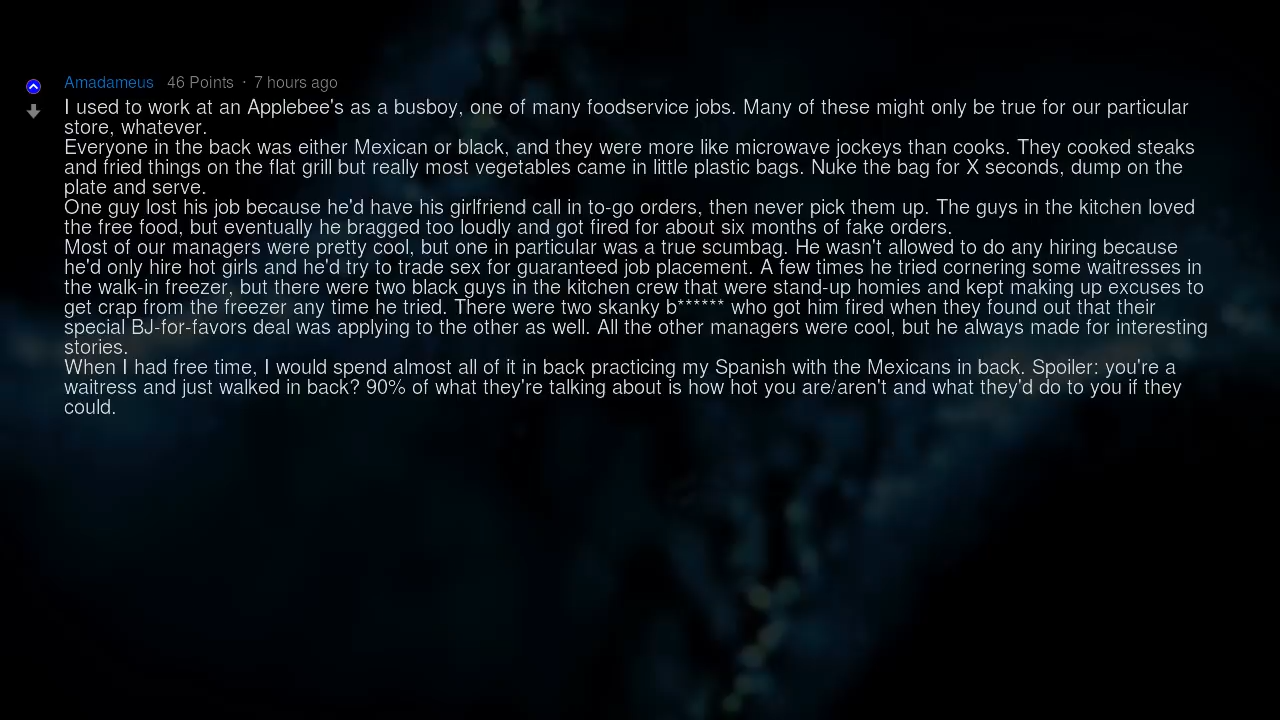 Amadameus 46 Points · 7 hours ago
I used to work at an Applebee's as a busboy, one of many foodservice jobs. Many of these might only be true for our particular
store, whatever.
Everyone in the back was either Mexican or black, and they were more like microwave jockeys than cooks. They cooked steaks
and fried things on the flat grill but really most vegetables came in little plastic bags. Nuke the bag for X seconds, dump on the
plate and serve.
One guy lost his job because he'd have his girlfriend call in to-go orders, then never pick them up. The guys in the kitchen loved
the free food, but eventually he bragged too loudly and got fired for about six months of fake orders.
Most of our managers were pretty cool, but one in particular was a true scumbag. He wasn't allowed to do any hiring because
he'd only hire hot girls and he'd try to trade sex for guaranteed job placement. A few times he tried cornering some waitresses in
the walk-in freezer, but there were two black guys in the kitchen crew that were stand-up homies and kept making up excuses to
get crap from the freezer any time he tried. There were two skanky b****** who got him fired when they found out that their
special BJ-for-favors deal was applying to the other as well. All the other managers were cool, but he always made for interesting
stories.
When I had free time, I would spend almost all of it in back practicing my Spanish with the Mexicans in back. Spoiler: you're a
waitress and just walked in back? 90% of what they're talking about is how hot you are/aren't and what they'd do to you if they
could.